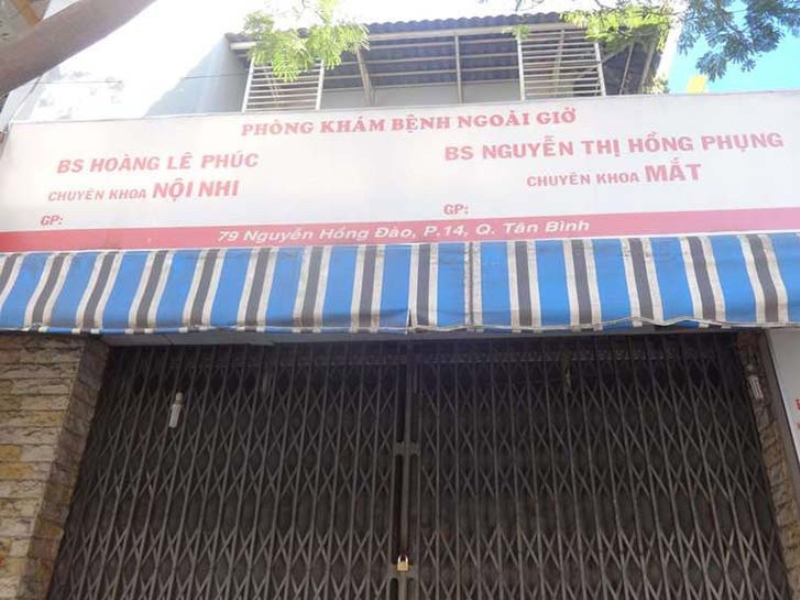 PHÒNG KHÁM BỆNH NGOÀI GIỜ
BS HOÀNG LÊ PHÚC
CHUYÊN KHOA NỘI NHI
GP:
BS NGUYỄN THỊ HỒNG PHỤNG
CHUYÊN KHOA MẮT
GP:
79 Nguyễn Hồng Đào, P.14, Q. Tân Bình